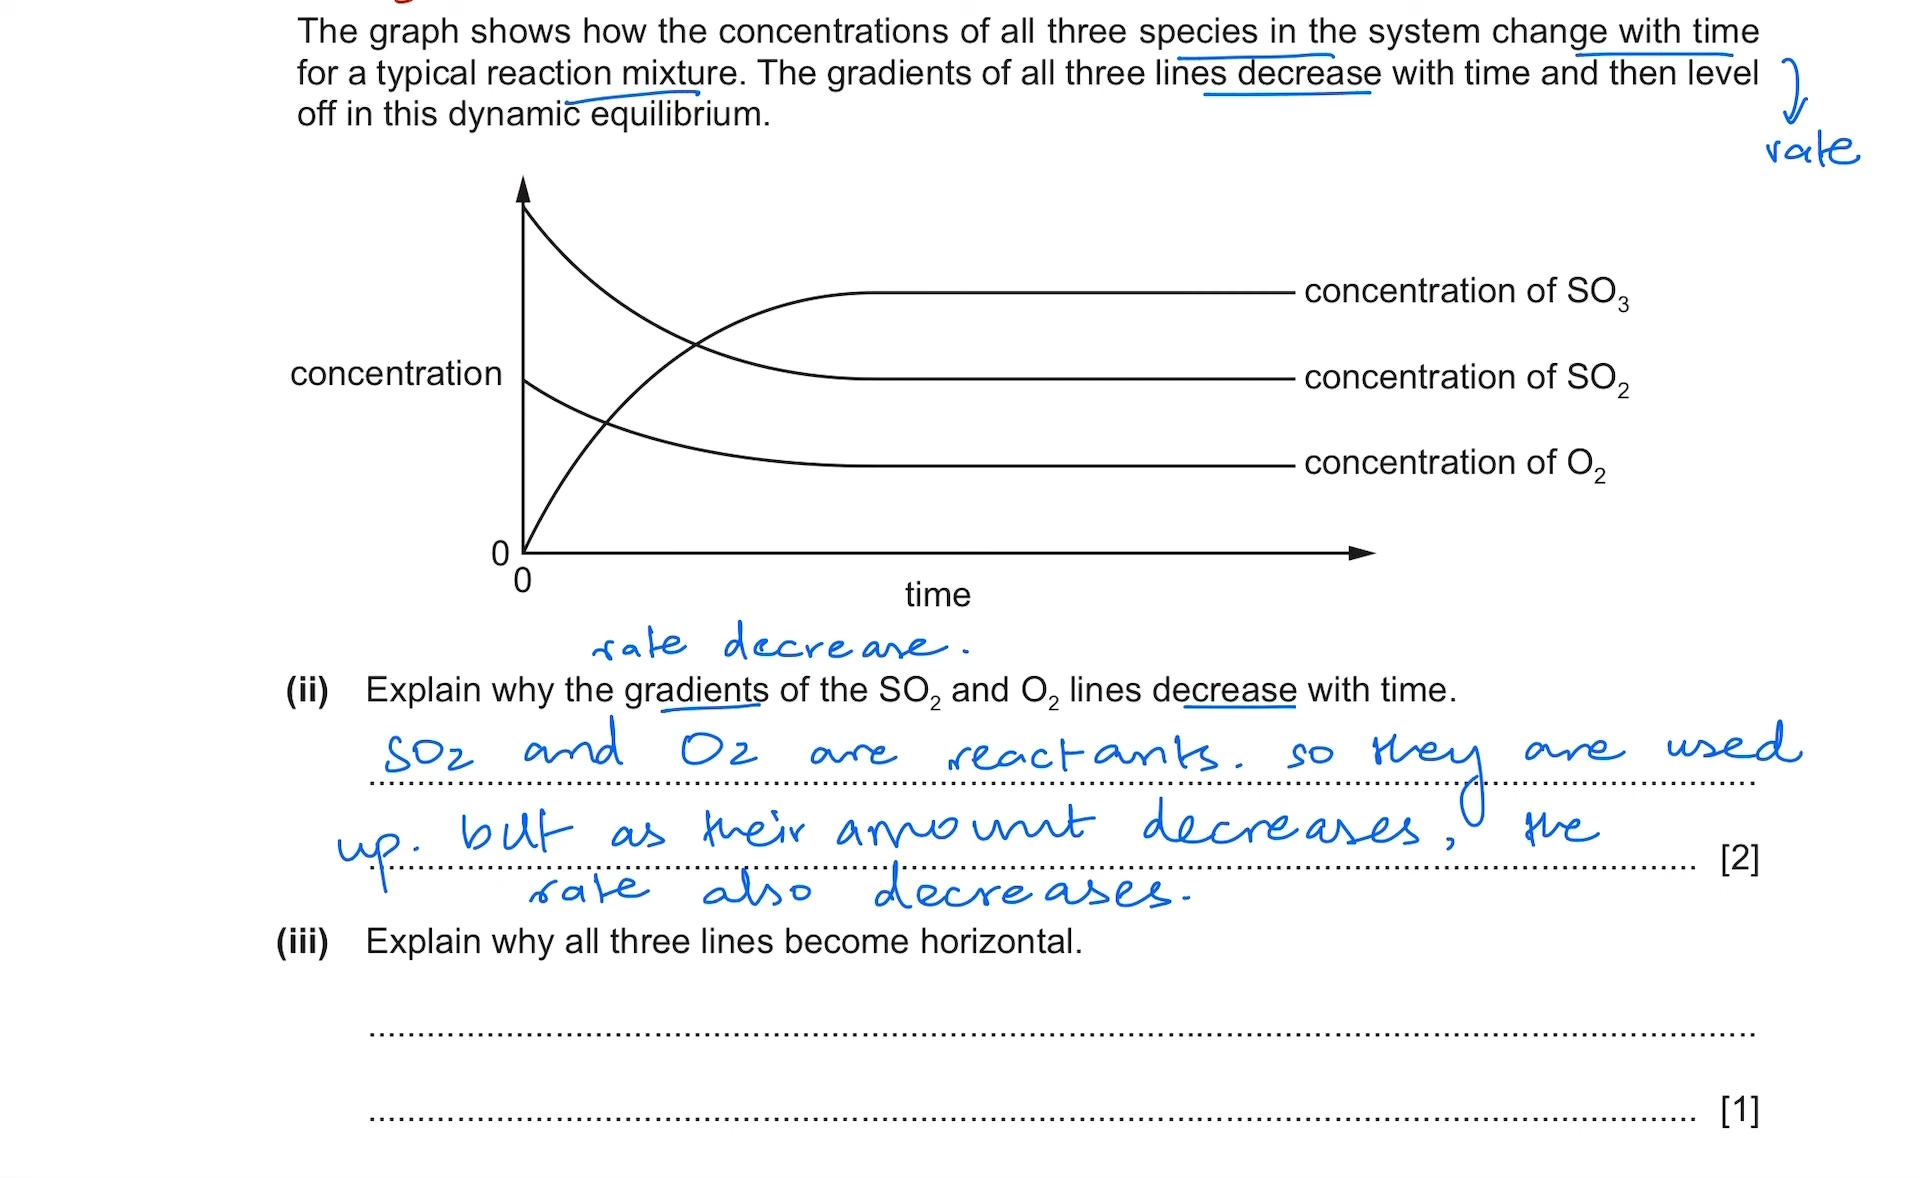 The graph shows how the concentrations of all three species in the system change with time
for a typical reaction mixture. The gradients of all three lines decrease with time and then level
off in this dynamic equilibrium.
rate
concentration of SO₃
concentration
concentration of SO₂
concentration of O₂
0
0
time
rate decrease.
(ii) Explain why the gradients of the SO₂ and O₂ lines decrease with time.
SO2 and O2 are reactants. so they are used
up. but as their amount decreases, the
[2]
rate also decreases.
(iii) Explain why all three lines become horizontal.
[1]